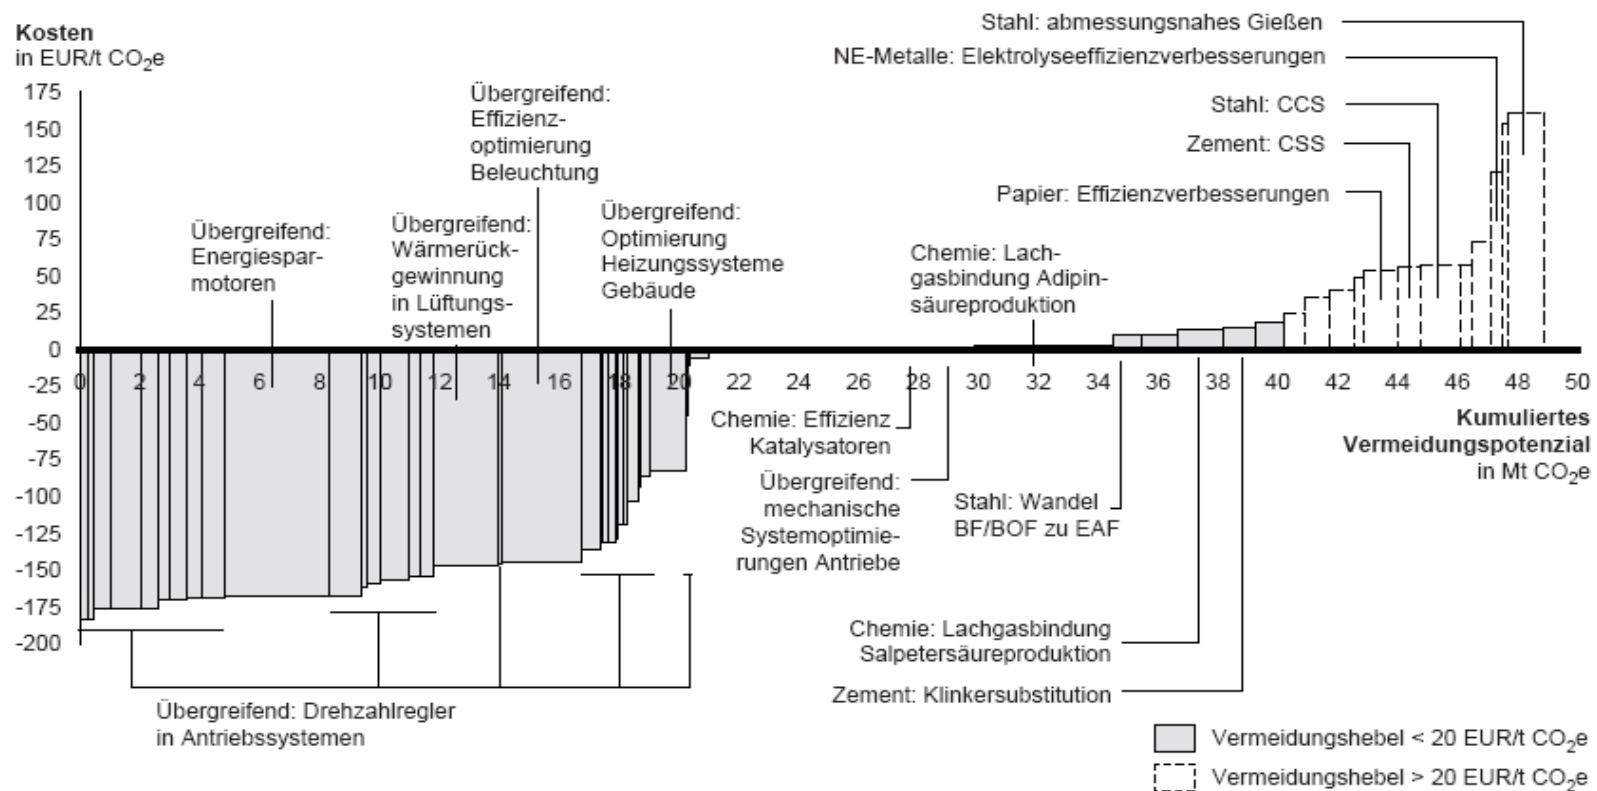 Kosten
in EUR/t CO2e
175
150
125
100
75
50
25
0
-25
-50
-75
-100
-125
-150
-175
-200
Übergreifend:
Energiespar-
motoren
Übergreifend:
Wärmerück-
gewinnung
in Lüftungs-
systemen
Übergreifend:
Effizienz-
optimierung
Beleuchtung
Übergreifend:
Optimierung
Heizungssysteme
Gebäude
Chemie: Lach-
gasbindung Adipin-
säureproduktion
Stahl: abmessungsnahes Gießen
NE-Metalle: Elektrolyseeffizienzverbesserungen
Stahl: CCS
Zement: CSS
Papier: Effizienzverbesserungen
0 2 4 6 8 10 12 14 16 18 20 22 24 26 28 30 32 34 36 38 40 42 44 46 48 50
Kumuliertes
Vermeidungspotenzial
in Mt CO2e
Chemie: Effizienz
Katalysatoren
Übergreifend:
mechanische
Systemoptimie-
rungen Antriebe
Stahl: Wandel
BF/BOF zu EAF
Chemie: Lachgasbindung
Salpetersäureproduktion
Zement: Klinkersubstitution
Übergreifend: Drehzahlregler
in Antriebssystemen
Vermeidungshebel < 20 EUR/t CO2e
Vermeidungshebel > 20 EUR/t CO2e